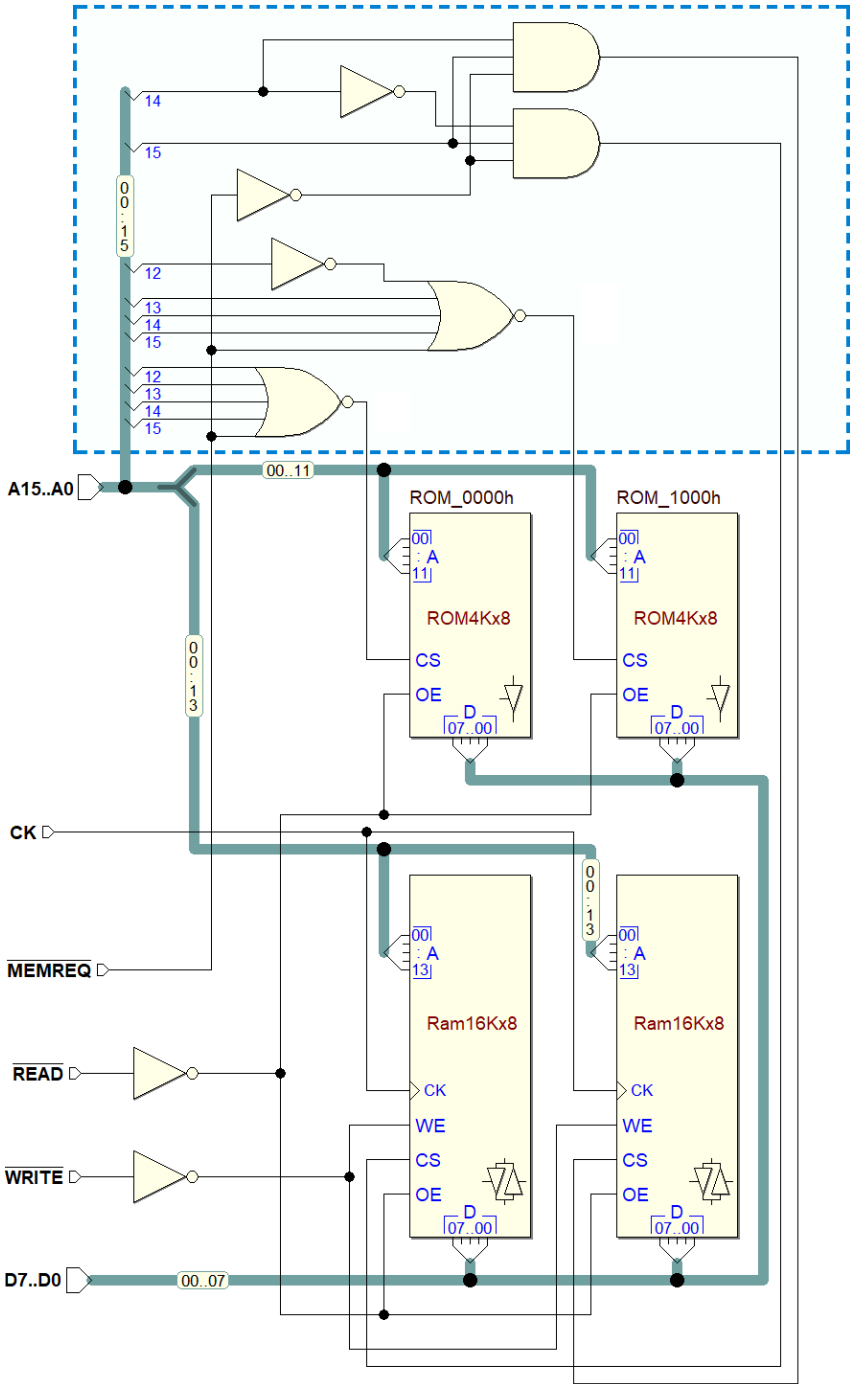 14
15
00..15
12
13
14
15
12
13
14
15
A15..A0
00..11
ROM_0000h
ROM_1000h
00
: A
11
00
: A
11
ROM4Kx8
ROM4Kx8
00..13
CS
CS
OE
OE
D
07..00
D
07..00
CK
00..13
00
: A
13
00
: A
13
MEMREQ
Ram16Kx8
Ram16Kx8
READ
CK
CK
WE
WE
CS
CS
WRITE
OE
OE
D
07..00
D
07..00
D7..D0
00..07